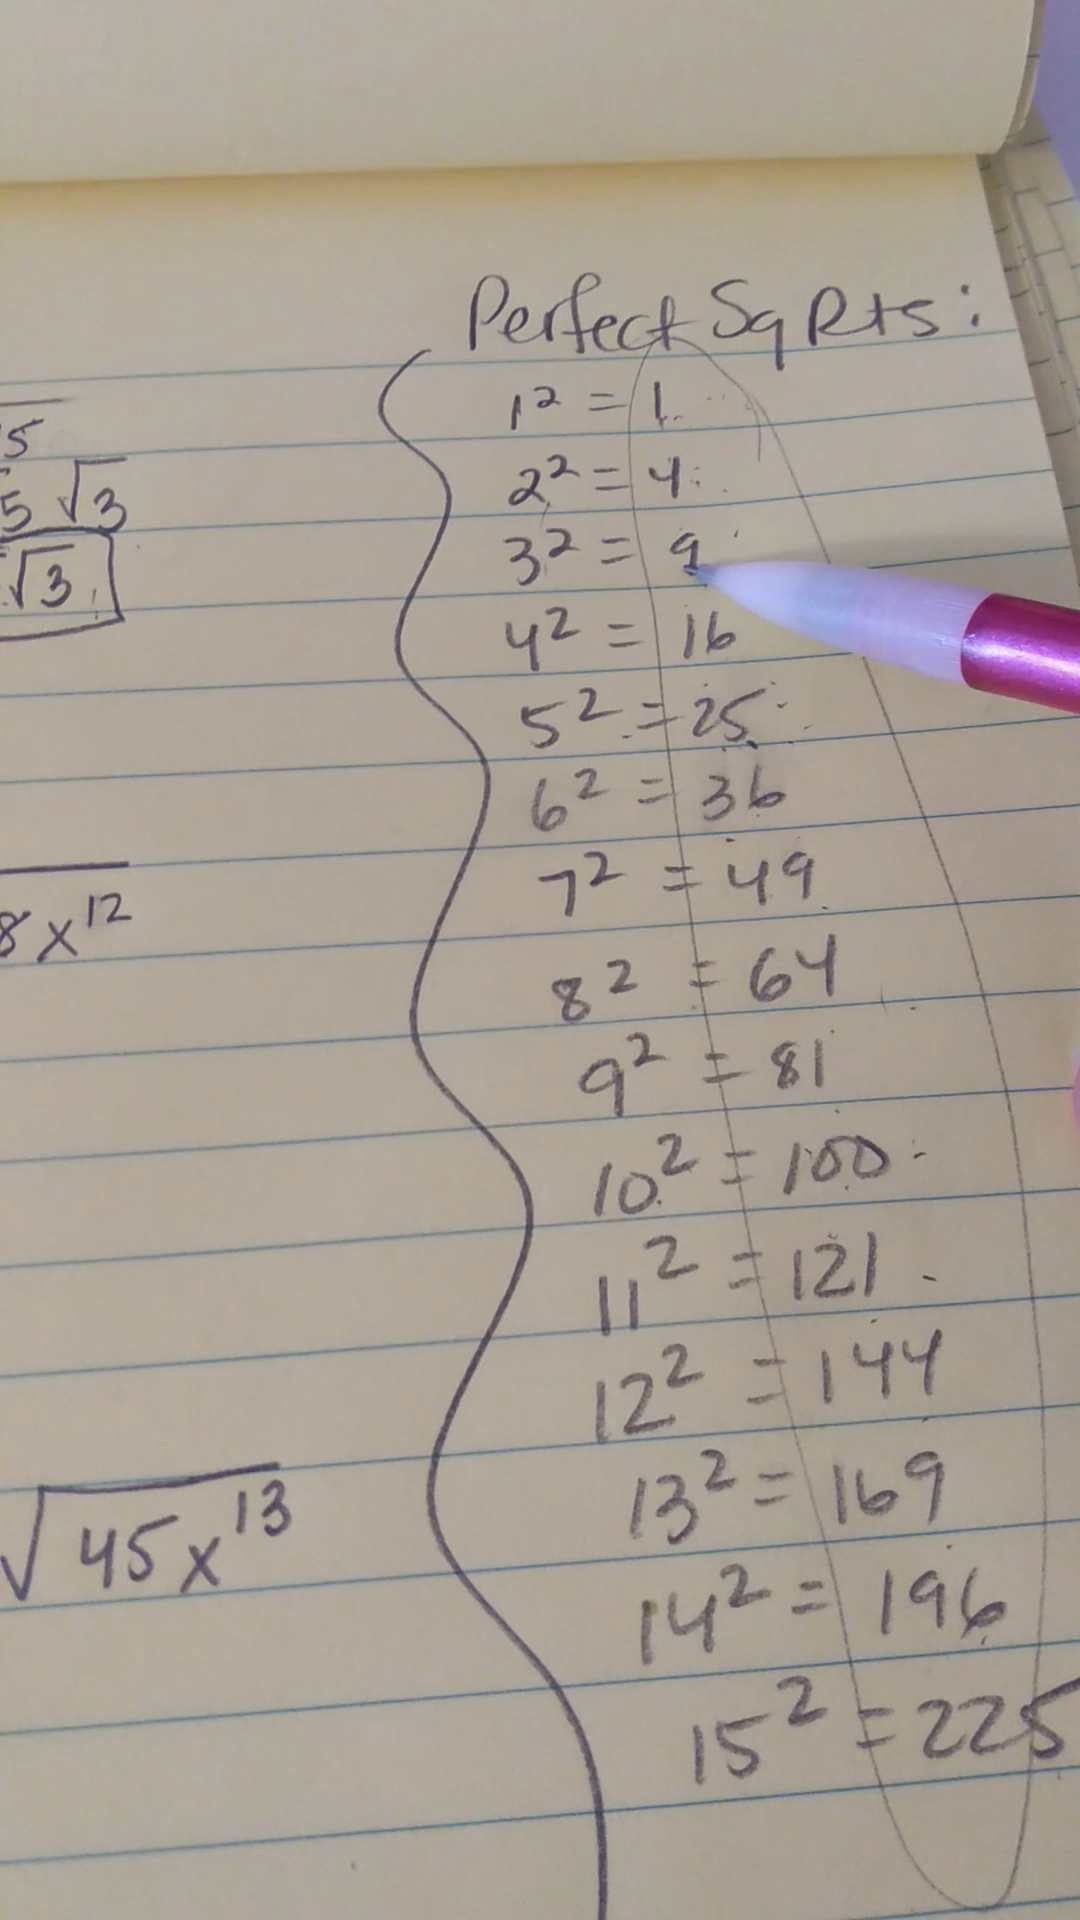 5
5√3
√3
8x¹²
√45x¹³
Perfect Sq Rts:
1² = 1
2² = 4
3² = 9
4² = 16
5² = 25
6² = 36
7² = 49
8² = 64
9² = 81
10² = 100
11² = 121
12² = 144
13² = 169
14² = 196
15² = 225